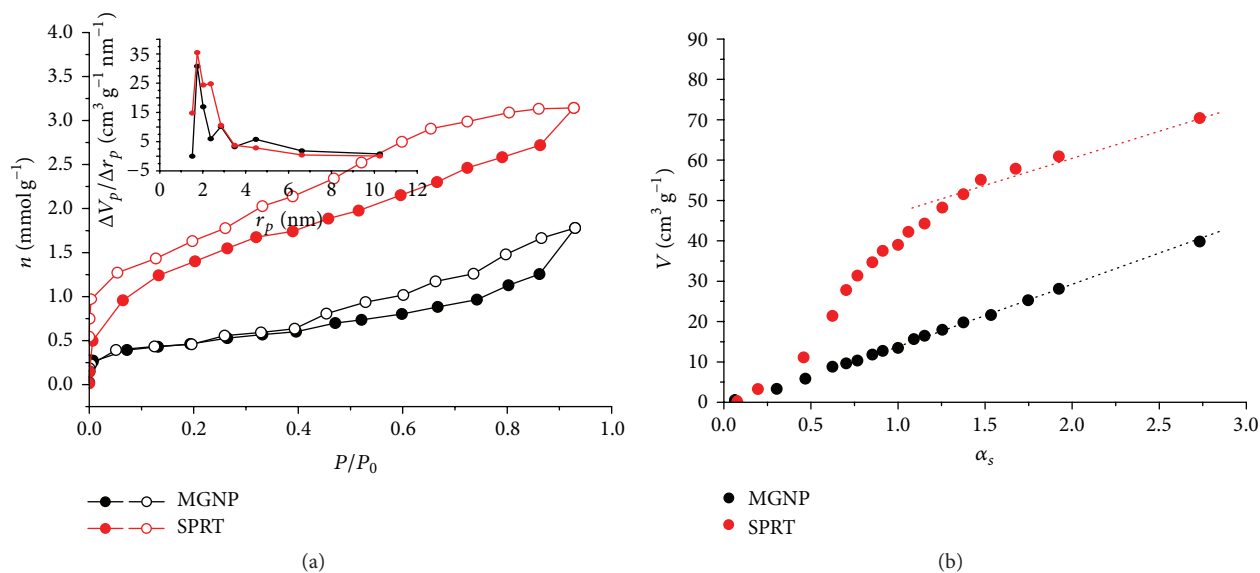 4.0
3.5
3.0
2.5
2.0
1.5
1.0
0.5
0.0
n (mmol g⁻¹)
0.0 0.2 0.4 0.6 0.8 1.0
P/P₀
35
25
15
5
−5
ΔVₚ/Δrₚ (cm³ g⁻¹ nm⁻¹)
0 2 4 6 8 10 12
rₚ (nm)
MGNP
SPRT
(a)
90
80
70
60
50
40
30
20
10
0
V (cm³ g⁻¹)
0.0 0.5 1.0 1.5 2.0 2.5 3.0
αₛ
MGNP
SPRT
(b)